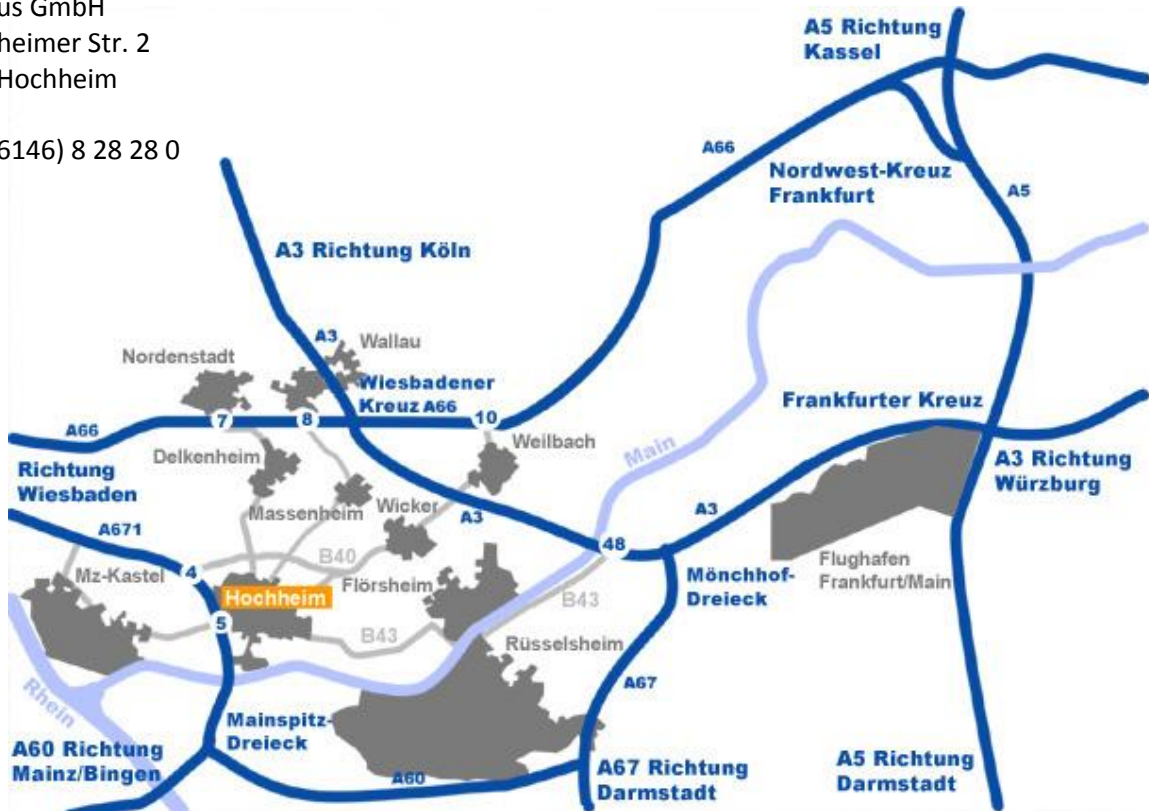 us GmbH
heimer Str. 2
Hochheim
6146) 8 28 28 0
A5 Richtung
Kassel
A66
Nordwest-Kreuz
Frankfurt
A5
A3 Richtung Köln
A3
Wallau
Nordenstadt
Wiesbadener
Kreuz A66
7
8
10
A66
Frankfurter Kreuz
Richtung
Wiesbaden
Delkenheim
Weilbach
Main
A3 Richtung
Würzburg
Massenheim
Wicker
A3
A3
A671
48
B40
Mz-Kastel
4
Flörsheim
Mönchhof-
Dreieck
Flughafen
Frankfurt/Main
Hochheim
B43
5
B43
Rüsselsheim
Rhein
A67
Mainspitz-
Dreieck
A60 Richtung
Mainz/Bingen
A60
A67 Richtung
Darmstadt
A5 Richtung
Darmstadt